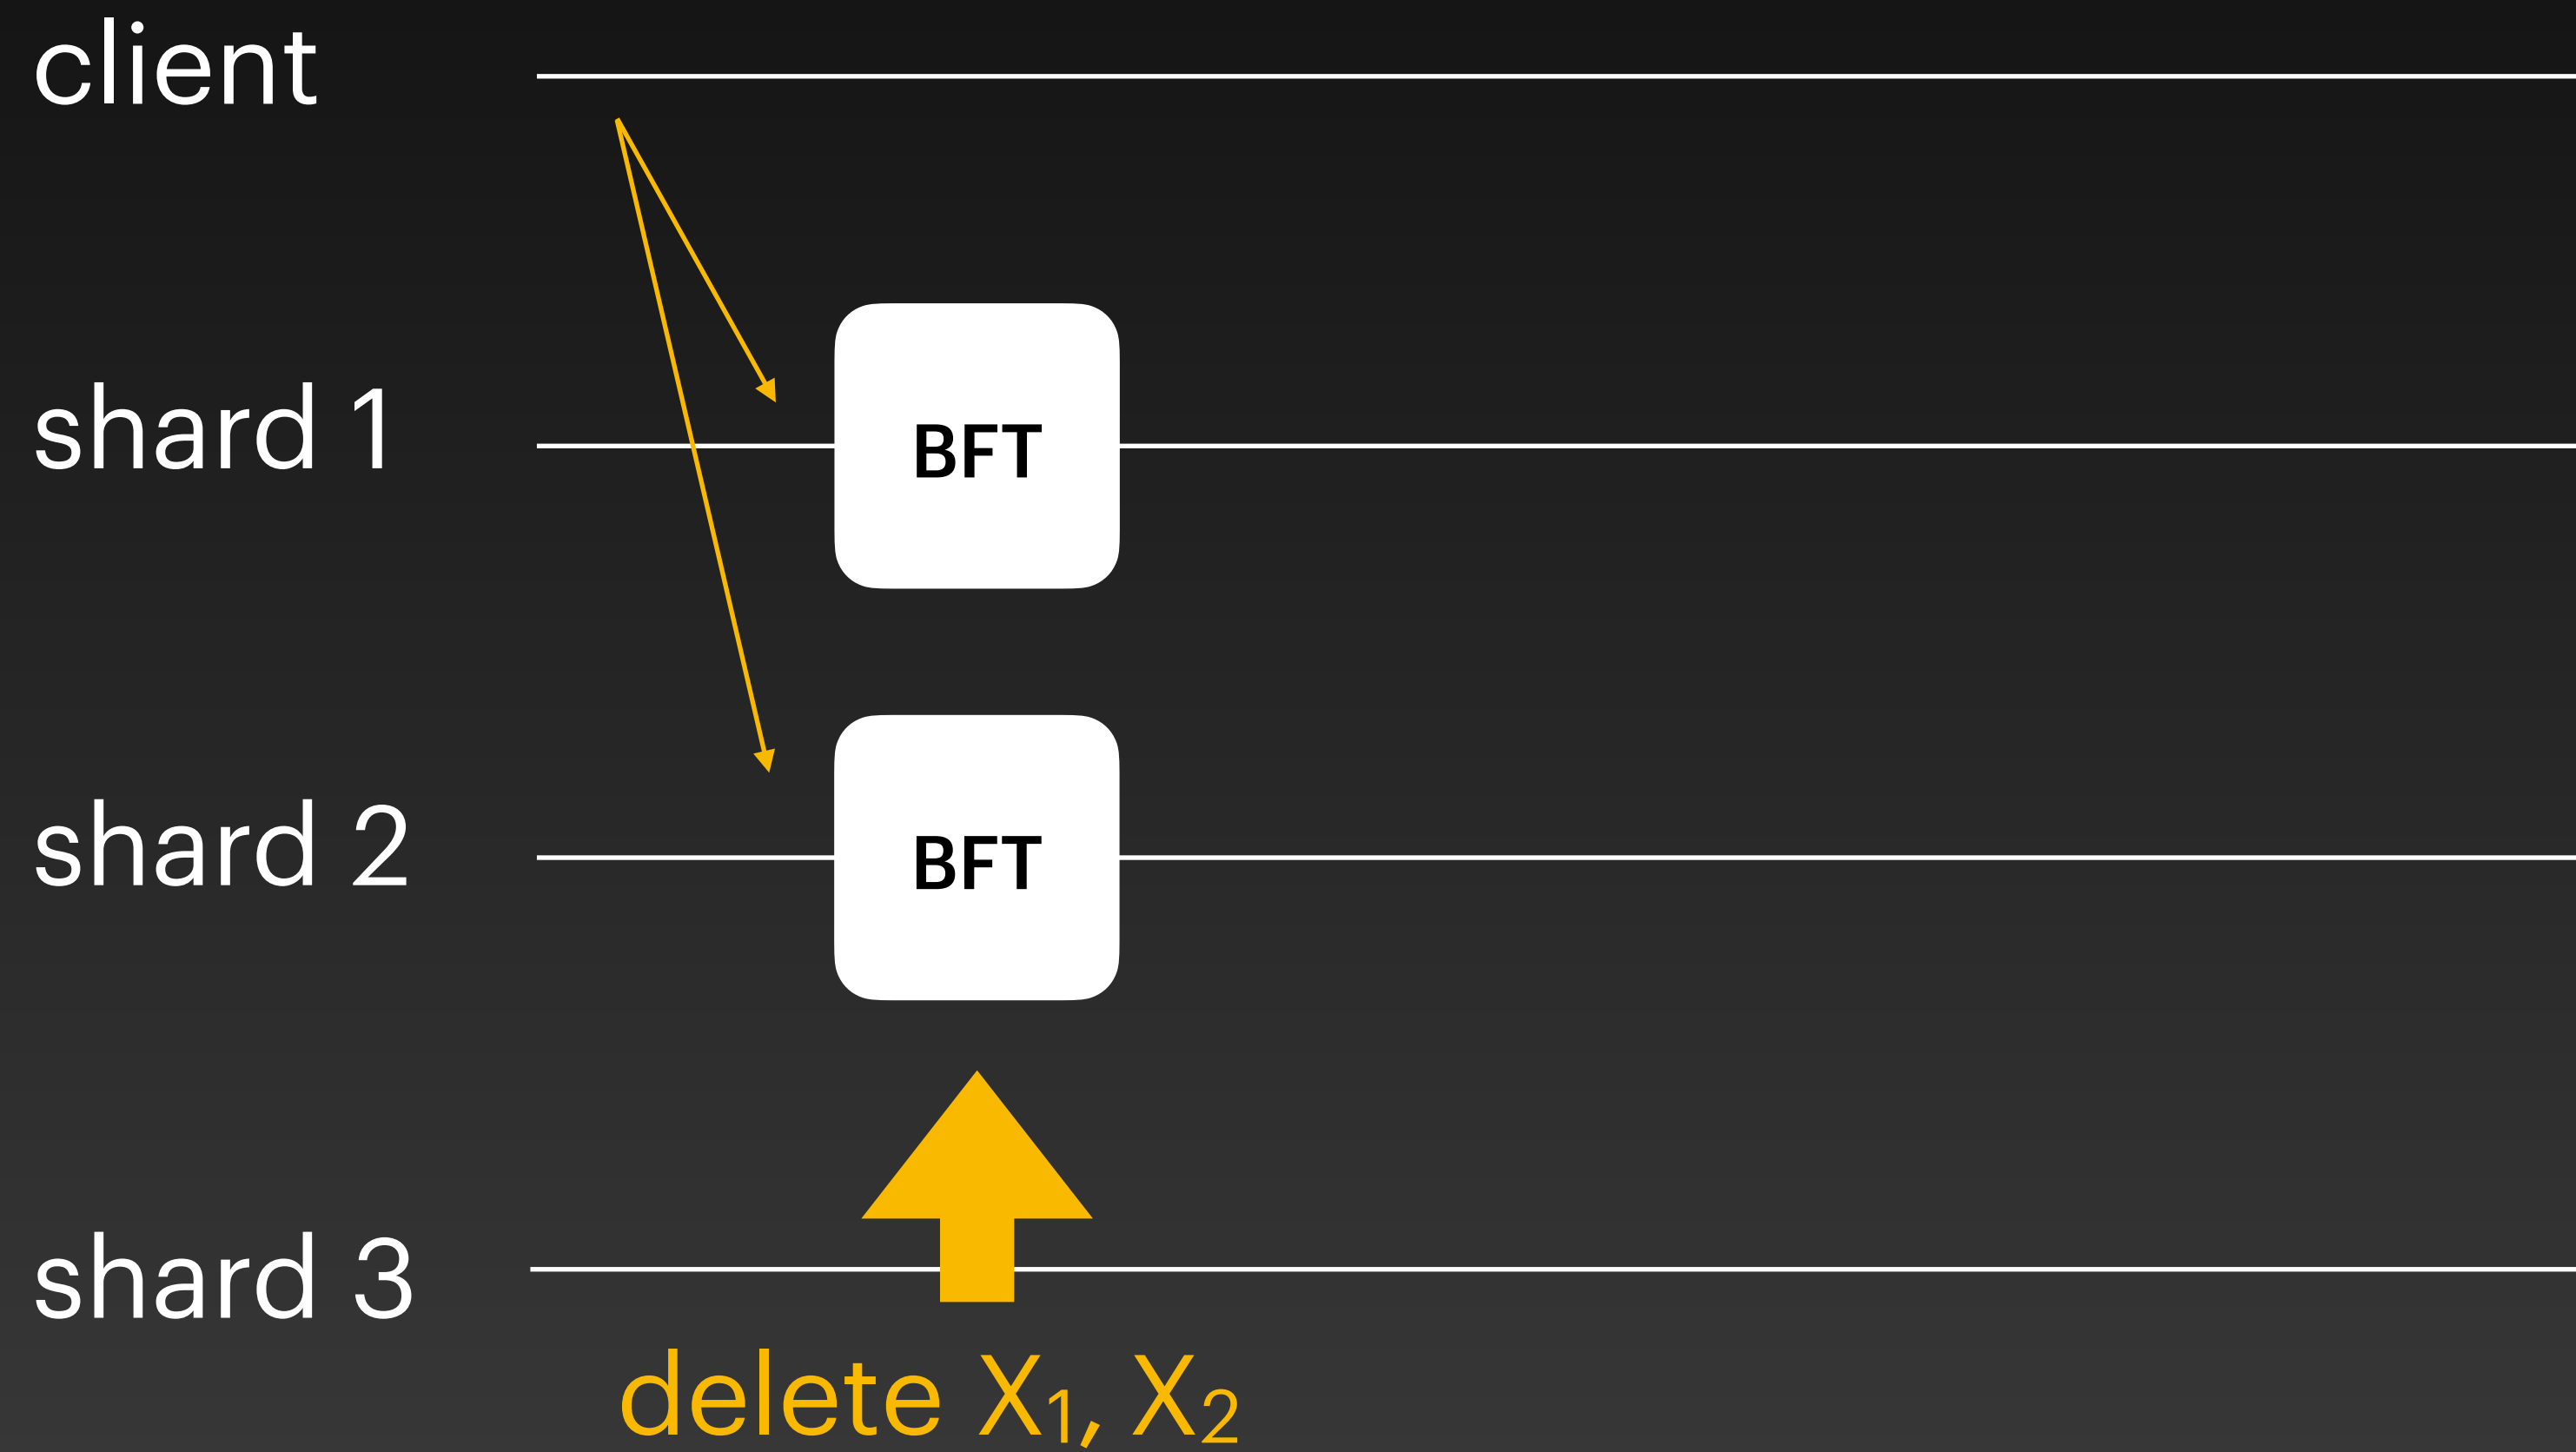 client
shard 1
BFT
shard 2
BFT
shard 3
delete X₁, X₂